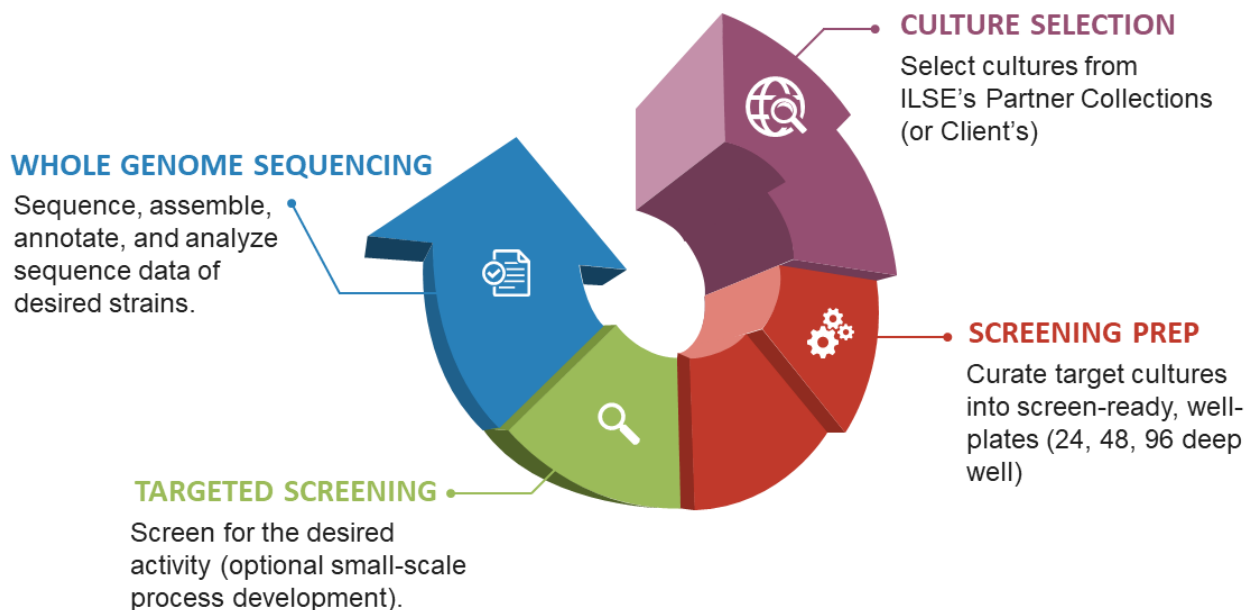 CULTURE SELECTION
Select cultures from
ILSE's Partner Collections
(or Client's)
SCREENING PREP
Curate target cultures
into screen-ready, well-
plates (24, 48, 96 deep
well)
TARGETED SCREENING
Screen for the desired
activity (optional small-scale
process development).
WHOLE GENOME SEQUENCING
Sequence, assemble,
annotate, and analyze
sequence data of
desired strains.